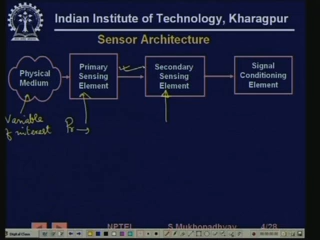 Indian Institute of Technology, Kharagpur
Sensor Architecture
Physical
Medium
Primary
Sensing
Element
Secondary
Sensing
Element
Signal
Conditioning
Element
Variable
of interest
Pr →
NPTEL
S.Mukhopadhyay
4/28